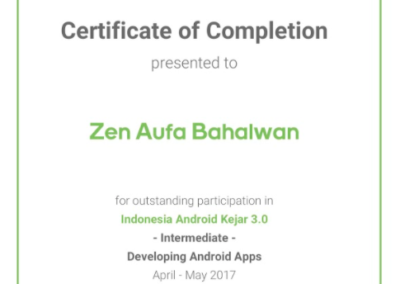 Certificate of Completion
presented to
Zen Aufa Bahalwan
for outstanding participation in
Indonesia Android Kejar 3.0
- Intermediate -
Developing Android Apps
April - May 2017